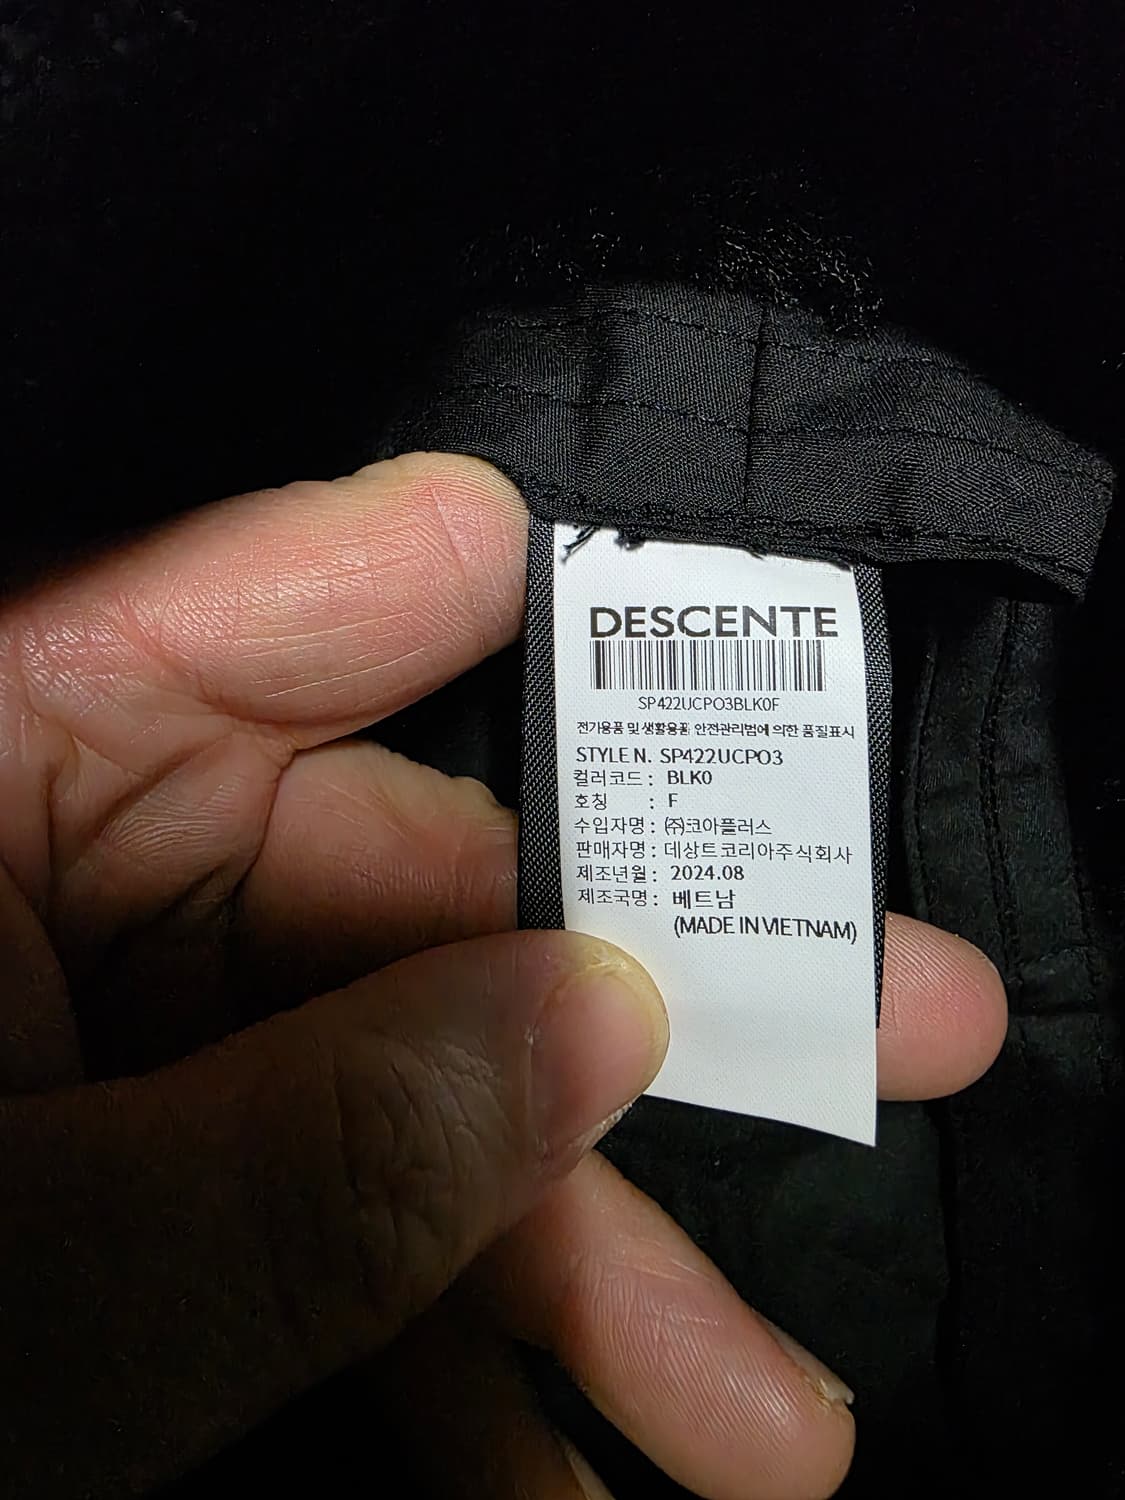 DESCENTE
SP422UCPO3BLK0F
전기용품 및 생활용품 안전관리법에 의한 품질표시
STYLE N. SP422UCPO3
컬러코드 : BLK0
호칭 : F
수입자명 : ㈜코아플러스
판매자명 : 데상트코리아주식회사
제조년월 : 2024.08
제조국명 : 베트남
(MADE IN VIETNAM)